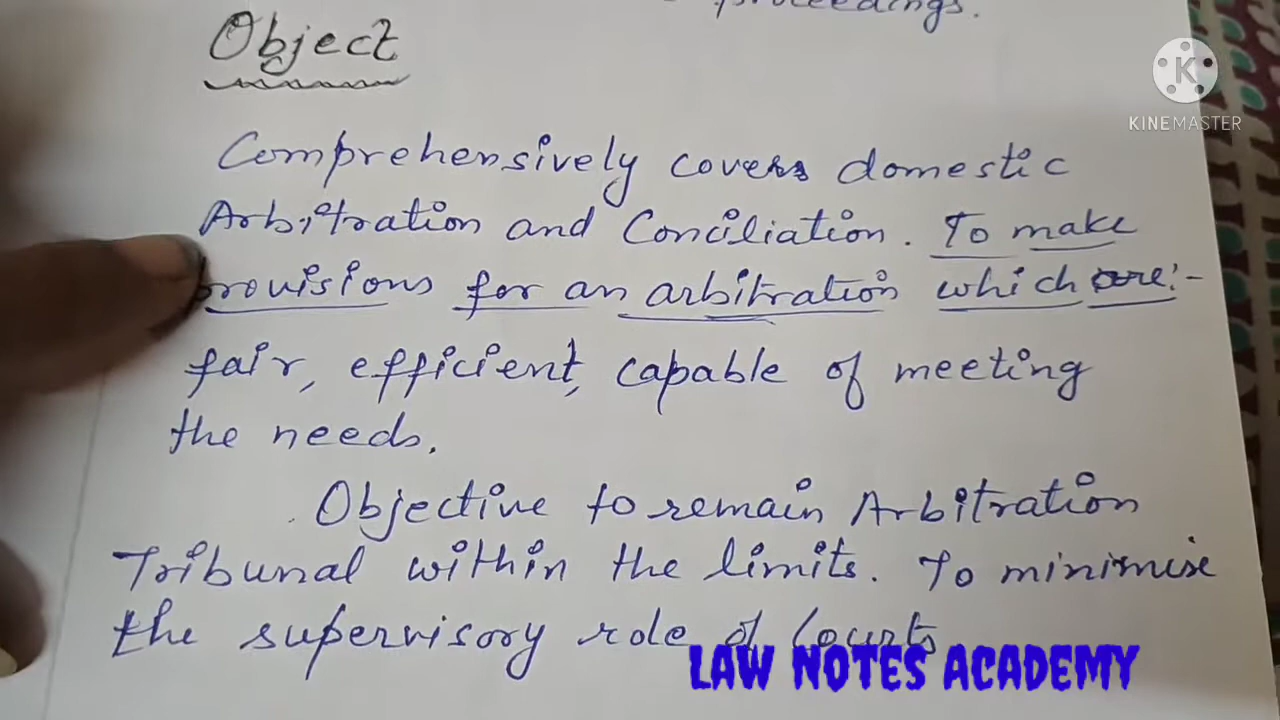 proceedings.
Object
KINEMASTER
Comprehensively covers domestic
Arbitration and Conciliation. To make
provisions for an arbitration which are:-
fair, efficient, capable of meeting
the needs.
Objective to remain Arbitration
Tribunal within the limits. To minimise
the supervisory role of Courts
LAW NOTES ACADEMY